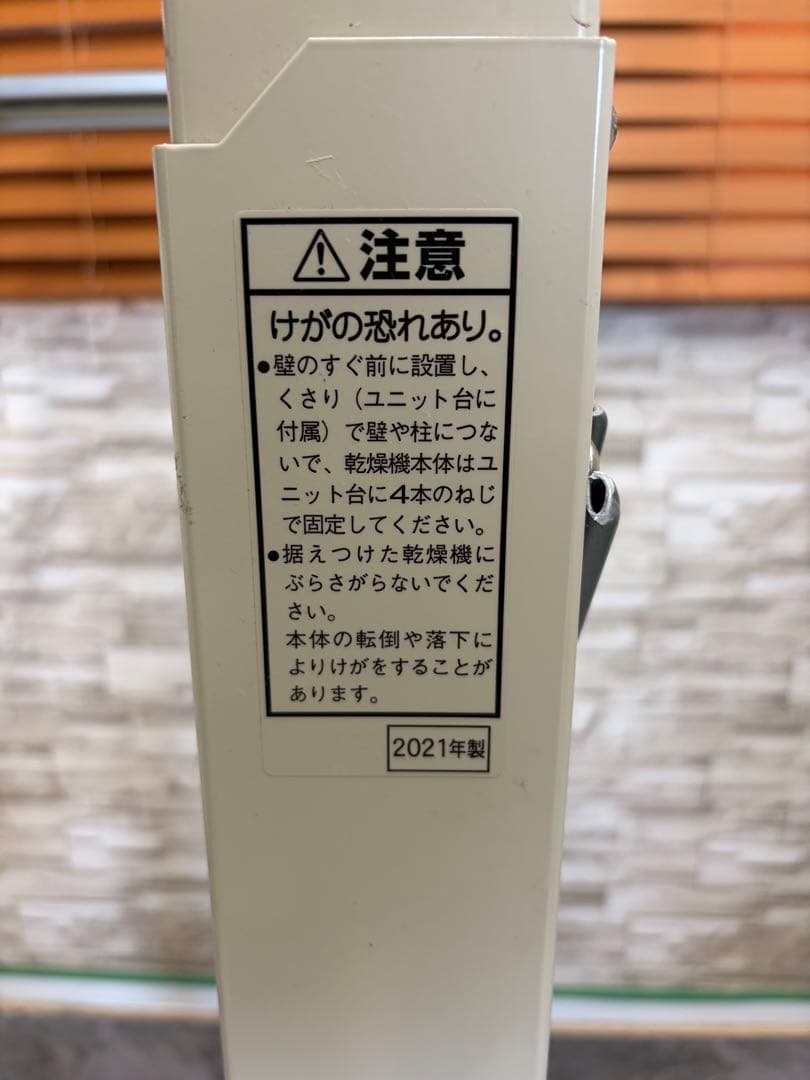 注意
けがの恐れあり。
●壁のすぐ前に設置し、
くさり（ユニット台に
付属）で壁や柱につな
いで、乾燥機本体はユ
ニット台に4本のねじ
で固定してください。
●据えつけた乾燥機に
ぶらさがらないでくだ
さい。
本体の転倒や落下に
よりけがをすることが
あります。
2021年製